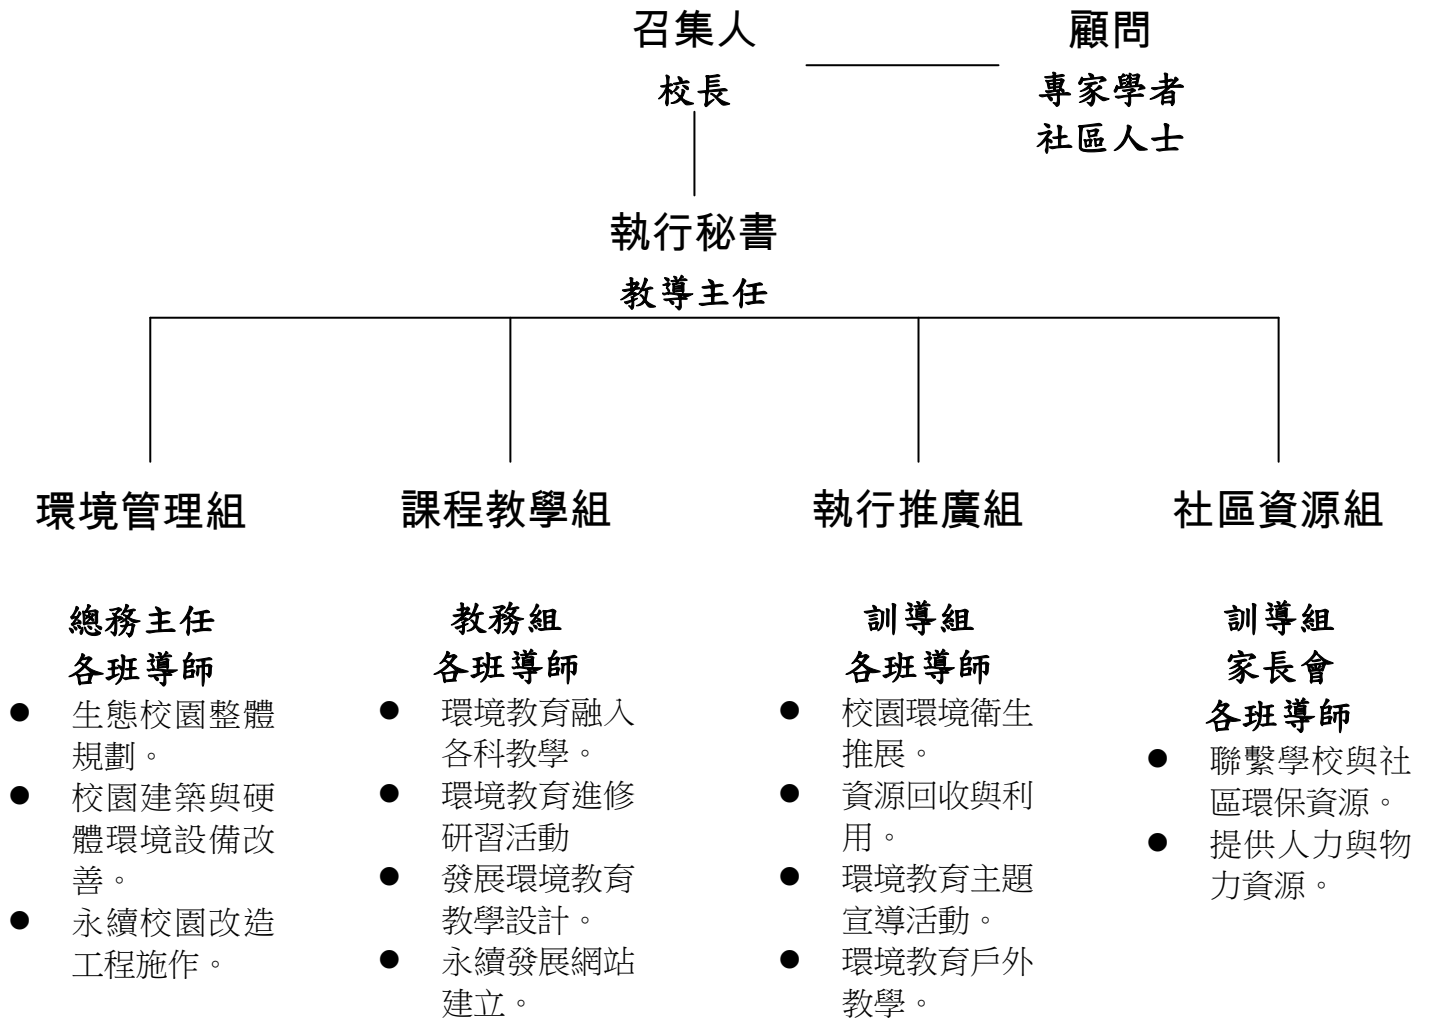 召集人
校長
顧問
專家學者
社區人士
執行秘書
教導主任
環境管理組
總務主任
各班導師
● 生態校園整體
規劃。
● 校園建築與硬
體環境設備改
善。
● 永續校園改造
工程施作。
課程教學組
教務組
各班導師
● 環境教育融入
各科教學。
● 環境教育進修
研習活動
● 發展環境教育
教學設計。
● 永續發展網站
建立。
執行推廣組
訓導組
各班導師
● 校園環境衛生
推展。
● 資源回收與利
用。
● 環境教育主題
宣導活動。
● 環境教育戶外
教學。
社區資源組
訓導組
家長會
各班導師
● 聯繫學校與社
區環保資源。
● 提供人力與物
力資源。